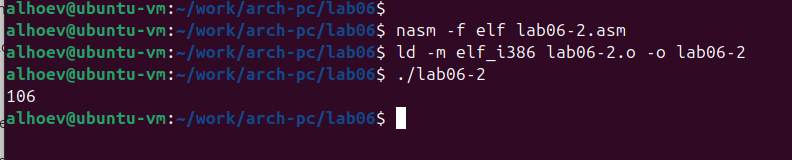 alhoev@ubuntu-vm:~/work/arch-pc/lab06$
alhoev@ubuntu-vm:~/work/arch-pc/lab06$ nasm -f elf lab06-2.asm
alhoev@ubuntu-vm:~/work/arch-pc/lab06$ ld -m elf_i386 lab06-2.o -o lab06-2
alhoev@ubuntu-vm:~/work/arch-pc/lab06$ ./lab06-2
106
alhoev@ubuntu-vm:~/work/arch-pc/lab06$